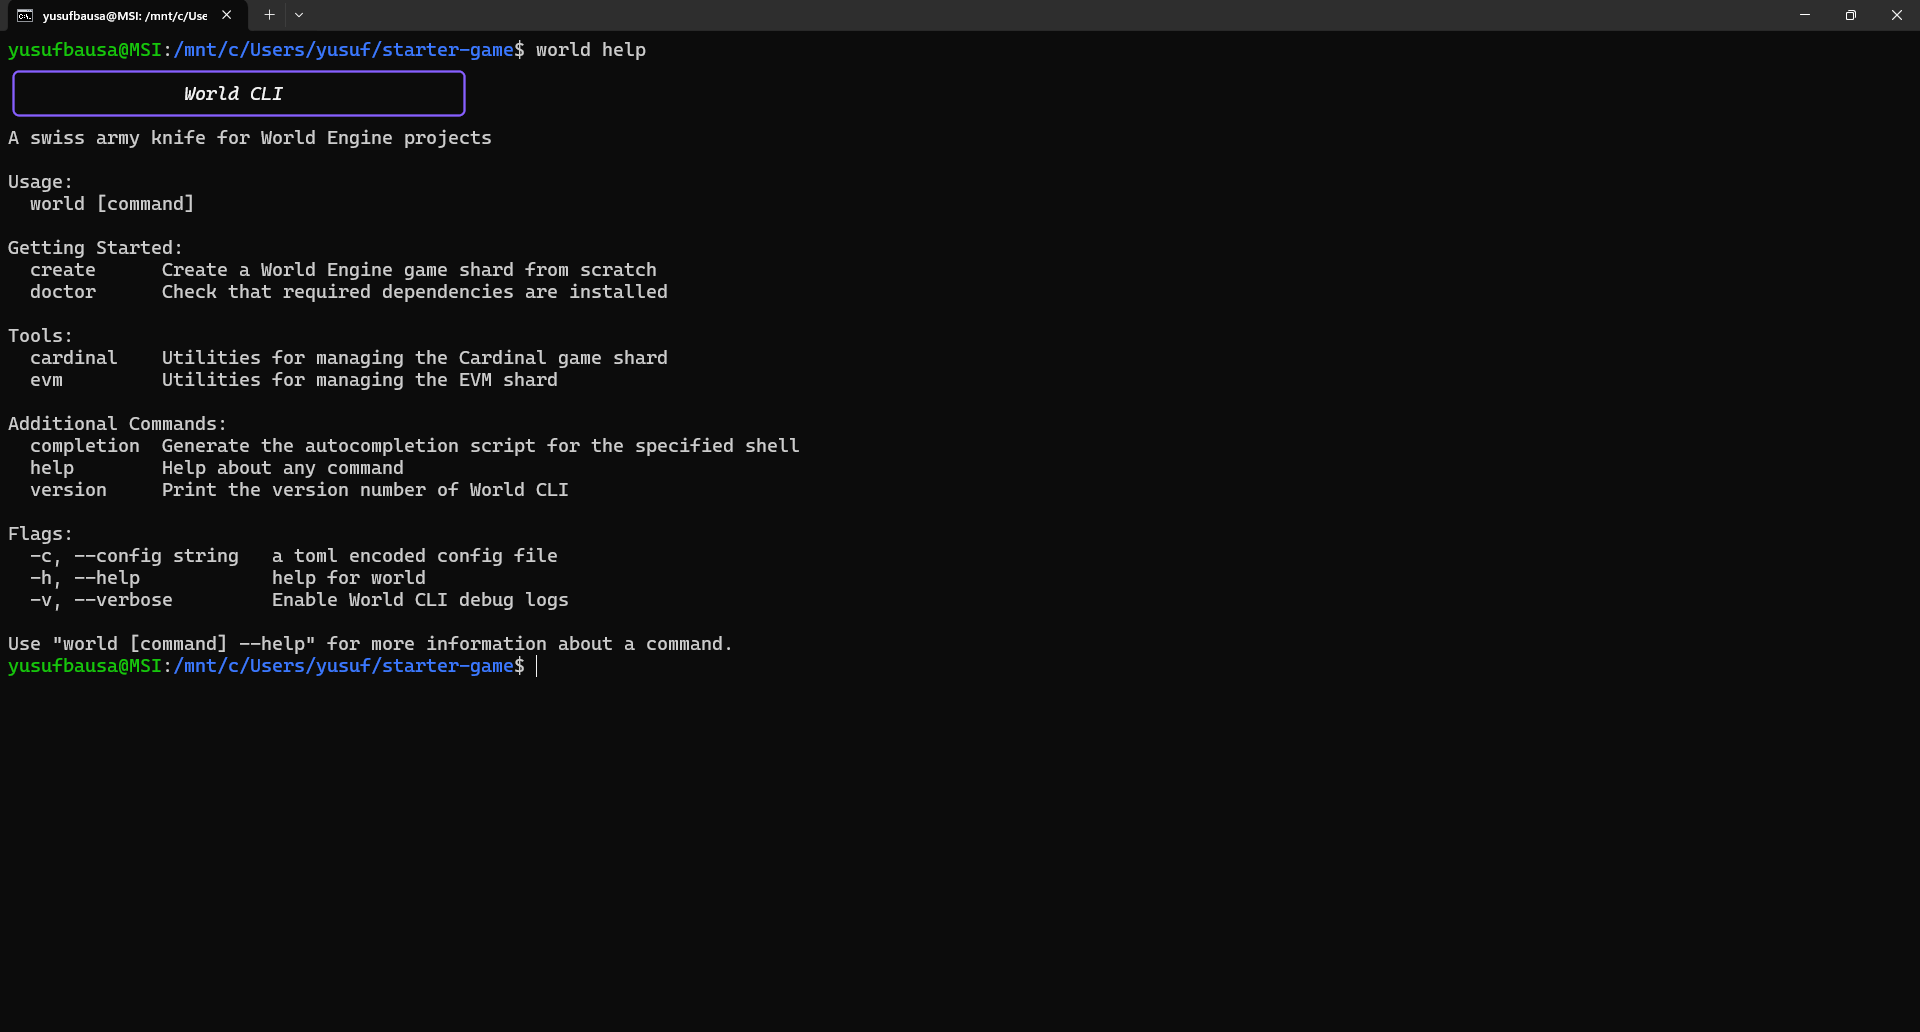 yusufbausa@MSI: /mnt/c/Use
yusufbausa@MSI:/mnt/c/Users/yusuf/starter-game$ world help
World CLI
A swiss army knife for World Engine projects
Usage:
world [command]
Getting Started:
create Create a World Engine game shard from scratch
doctor Check that required dependencies are installed
Tools:
cardinal Utilities for managing the Cardinal game shard
evm Utilities for managing the EVM shard
Additional Commands:
completion Generate the autocompletion script for the specified shell
help Help about any command
version Print the version number of World CLI
Flags:
-c, --config string a toml encoded config file
-h, --help help for world
-v, --verbose Enable World CLI debug logs
Use "world [command] --help" for more information about a command.
yusufbausa@MSI:/mnt/c/Users/yusuf/starter-game$